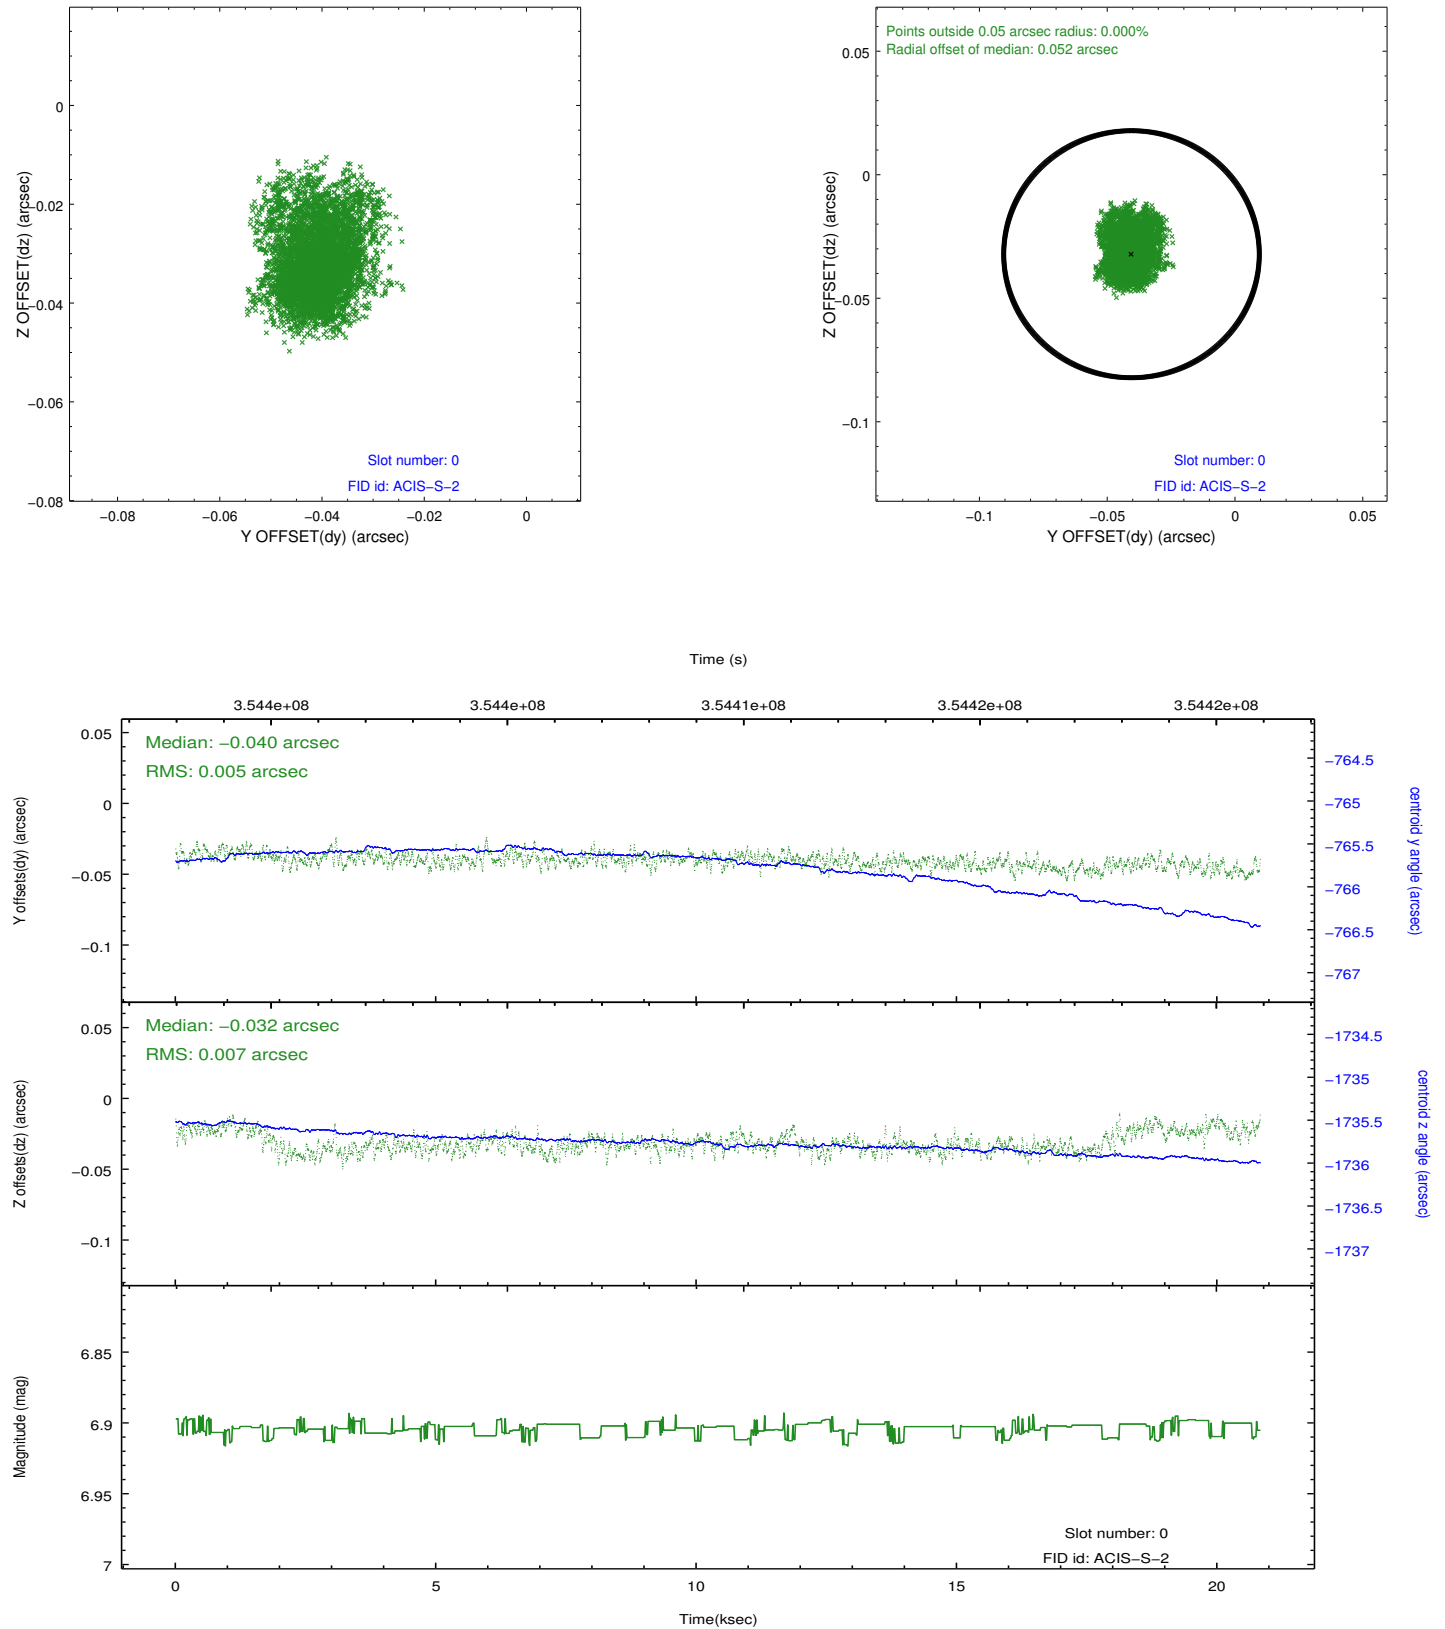 0
−0.02
−0.04
−0.06
−0.08
Z OFFSET(dz) (arcsec)
Slot number: 0
FID id: ACIS−S−2
−0.08 −0.06 −0.04 −0.02 0
Y OFFSET(dy) (arcsec)
Points outside 0.05 arcsec radius: 0.000%
Radial offset of median: 0.052 arcsec
0.05
0
−0.05
−0.1
Z OFFSET(dz) (arcsec)
Slot number: 0
FID id: ACIS−S−2
−0.1 −0.05 0 0.05
Y OFFSET(dy) (arcsec)
Time (s)
3.544e+08 3.544e+08 3.5441e+08 3.5442e+08 3.5442e+08
Median: −0.040 arcsec
RMS: 0.005 arcsec
0.05
0
−0.05
−0.1
Y offsets(dy) (arcsec)
−764.5
−765
−765.5
−766
−766.5
−767
centroid y angle (arcsec)
Median: −0.032 arcsec
RMS: 0.007 arcsec
0.05
0
−0.05
−0.1
Z offsets(dz) (arcsec)
−1734.5
−1735
−1735.5
−1736
−1736.5
−1737
centroid z angle (arcsec)
6.85
6.9
6.95
7
Magnitude (mag)
Slot number: 0
FID id: ACIS−S−2
0 5 10 15 20
Time(ksec)